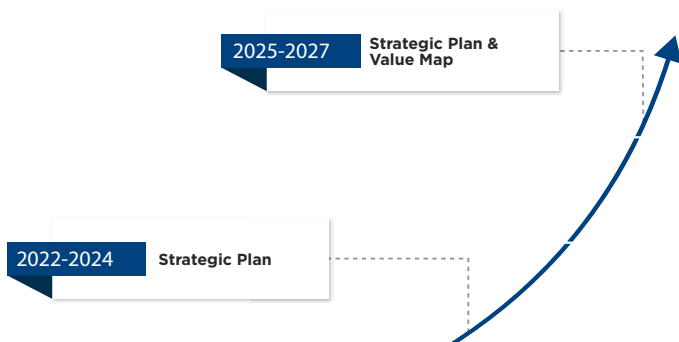 2025-2027
Strategic Plan &
Value Map
2022-2024
Strategic Plan